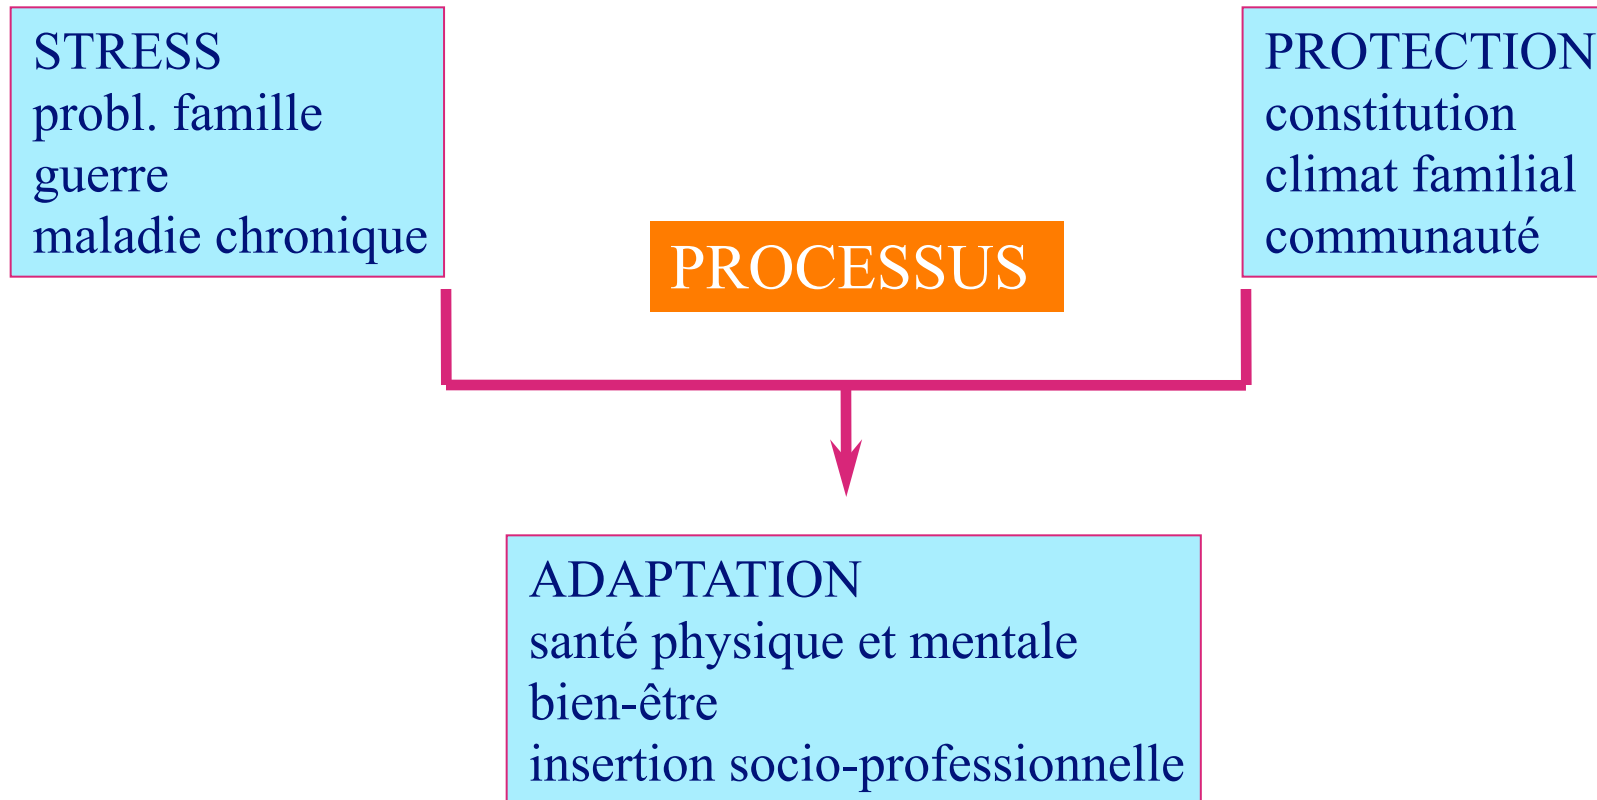 STRESS
probl. famille
guerre
maladie chronique
PROTECTION
constitution
climat familial
communauté
PROCESSUS
ADAPTATION
santé physique et mentale
bien-être
insertion socio-professionnelle